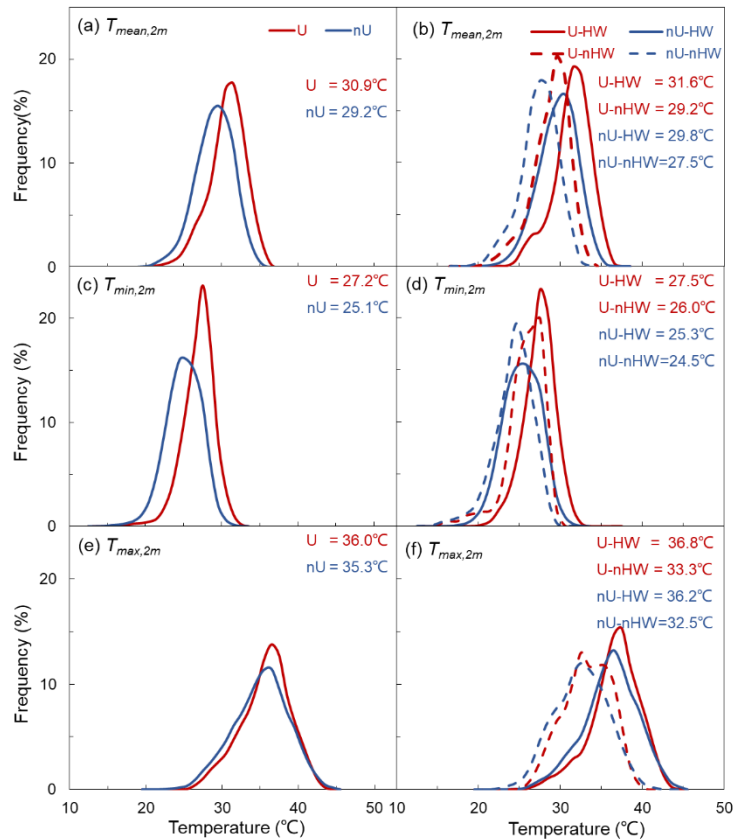 (a) Tmean,2m
U nU
U = 30.9℃
nU = 29.2℃
20
10
0
Frequency(%)
(b) Tmean,2m
U-HW nU-HW
U-nHW nU-nHW
U-HW = 31.6℃
U-nHW = 29.2℃
nU-HW = 29.8℃
nU-nHW=27.5℃
(c) Tmin,2m
U = 27.2℃
nU = 25.1℃
20
10
0
Frequency (%)
(d) Tmin,2m
U-HW = 27.5℃
U-nHW = 26.0℃
nU-HW = 25.3℃
nU-nHW=24.5℃
(e) Tmax,2m
U = 36.0℃
nU = 35.3℃
20
10
0
Frequency (%)
10 20 30 40 50
Temperature (℃)
(f) Tmax,2m
U-HW = 36.8℃
U-nHW = 33.3℃
nU-HW = 36.2℃
nU-nHW=32.5℃
10 20 30 40 50
Temperature (℃)